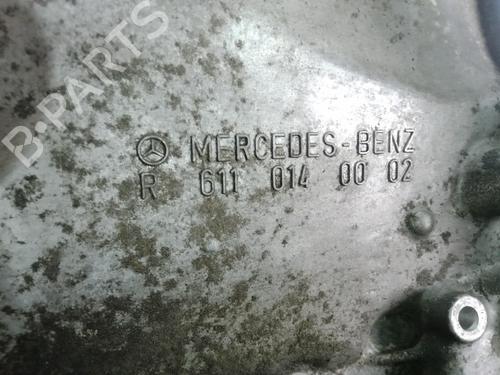 B-PARTS
MERCEDES-BENZ
R 611 014 00 02